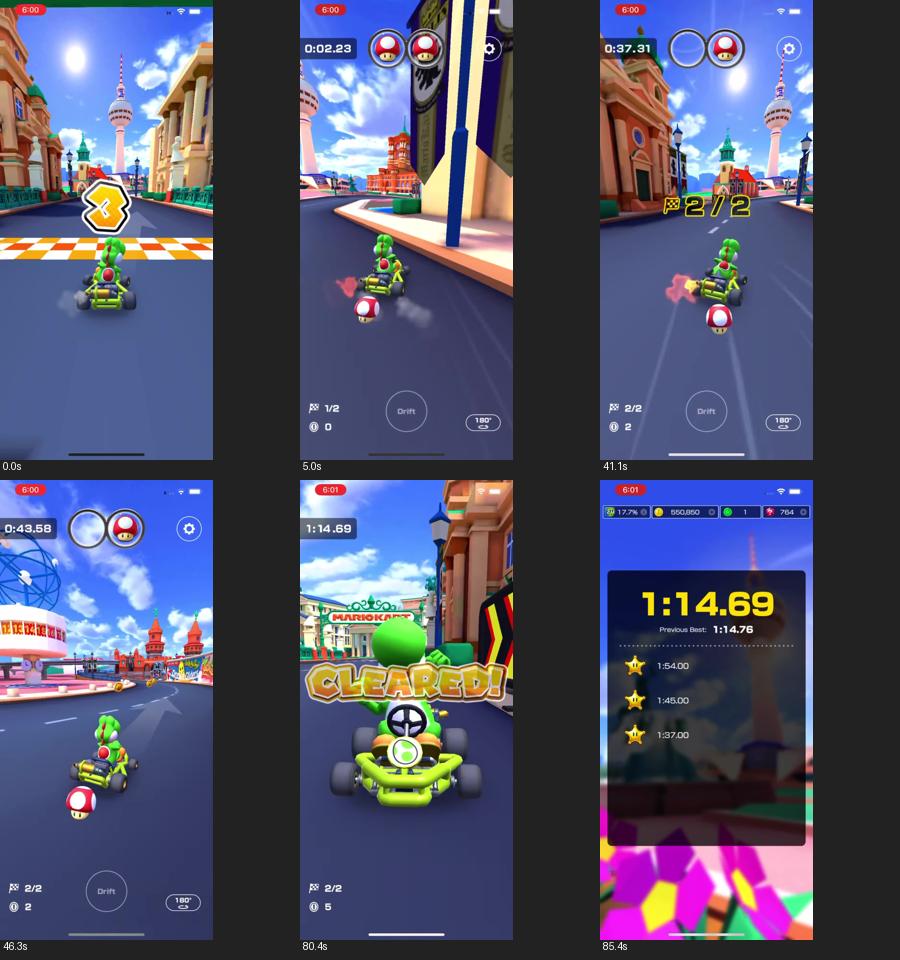 6:00
3
0.0s
6:00
0:02.23
1/2
0
Drift
180°
5.0s
6:00
0:37.31
2/2
2/2
2
Drift
180°
41.1s
6:00
0:43.58
2/2
2
Drift
180°
46.3s
6:01
1:14.69
MARIOKART
CLEARED!
2/2
5
80.4s
6:01
17.7%
550,850
1
764
1:14.69
Previous Best: 1:14.76
1:54.00
1:45.00
1:37.00
85.4s